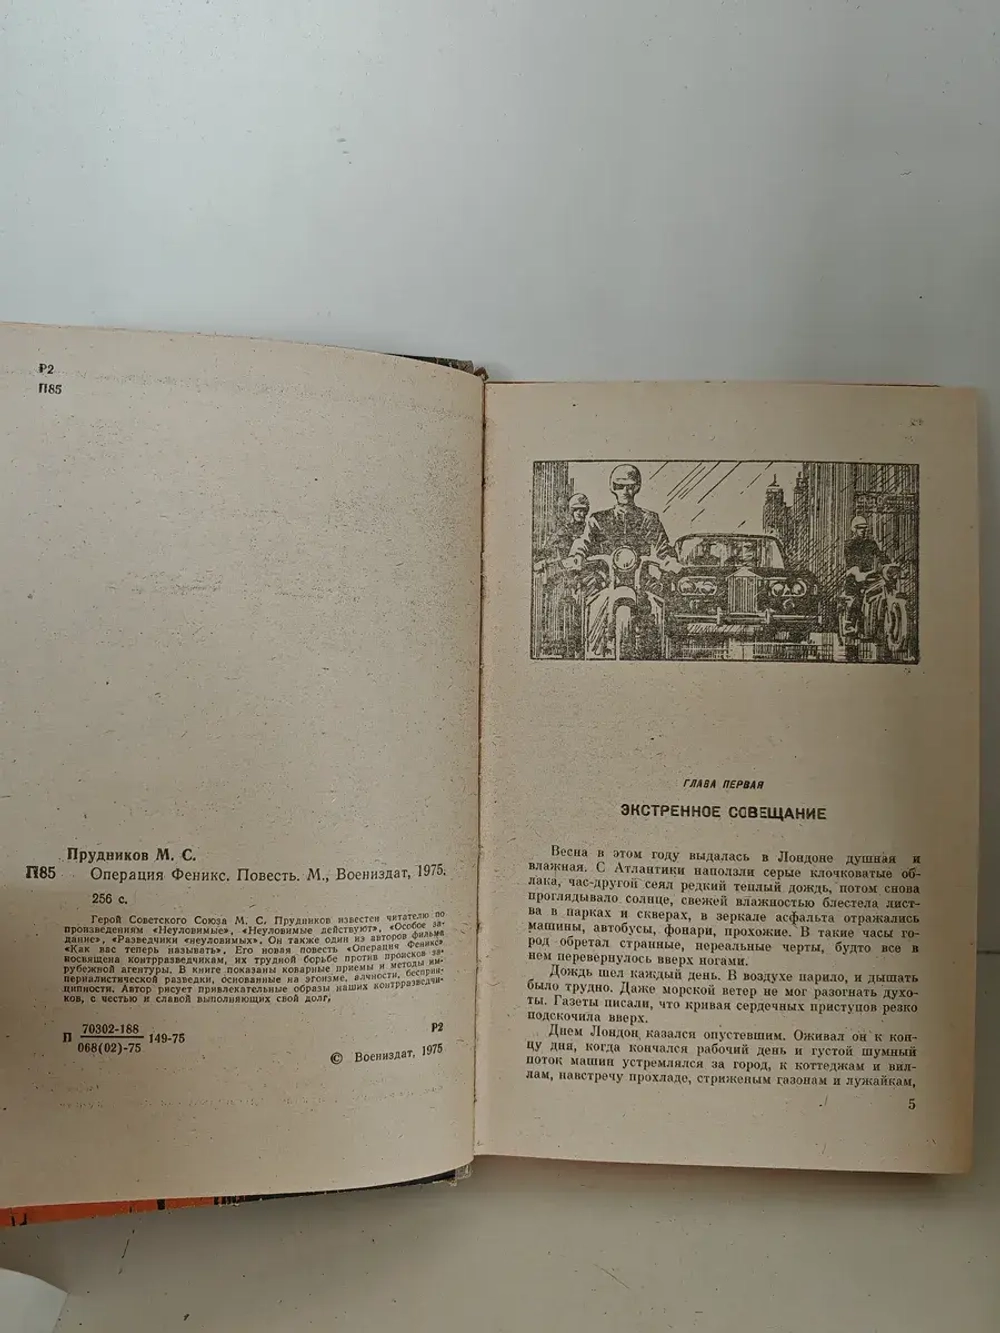 Р2
П85
Прудников М. С.
П85 Операция Феникс. Повесть. М., Воениздат, 1975.
256 с.
Герой Советского Союза М. С. Прудников известен читателю по
произведениям «Неуловимые», «Неуловимые действуют», «Особое за-
дание», «Разведчики «неуловимых». Он также один из авторов фильма
«Как вас теперь называть». Его новая повесть «Операция Феникс»
посвящена контрразведчикам, их трудной борьбе против происков за-
рубежной агентуры. В книге показаны коварные приемы и методы им-
периалистической разведки, основанные на эгоизме, алчности, бесприн-
ципности. Автор рисует привлекательные образы наших контрразведчи-
ков, с честью и славой выполняющих свой долг,
П 70302-188
068(02)-75 149-75
Р2
© Воениздат, 1975
ГЛАВА ПЕРВАЯ
ЭКСТРЕННОЕ СОВЕЩАНИЕ
Весна в этом году выдалась в Лондоне душная и
влажная. С Атлантики наползли серые клочковатые об-
лака, час-другой сеял редкий теплый дождь, потом снова
проглядывало солнце, свежей влажностью блестела лист-
ва в парках и скверах, в зеркале асфальта отражались
машины, автобусы, фонари, прохожие. В такие часы го-
род обретал странные, нереальные черты, будто все в
нем перевернулось вверх ногами.
Дождь шел каждый день. В воздухе парило, и дышать
было трудно. Даже морской ветер не мог разогнать духо-
ты. Газеты писали, что кривая сердечных приступов резко
подскочила вверх.
Днем Лондон казался опустевшим. Оживал он к кон-
цу дня, когда кончался рабочий день и густой шумный
поток машин устремлялся за город, к коттеджам и вил-
лам, навстречу прохладе, стриженым газонам и лужайкам,
5